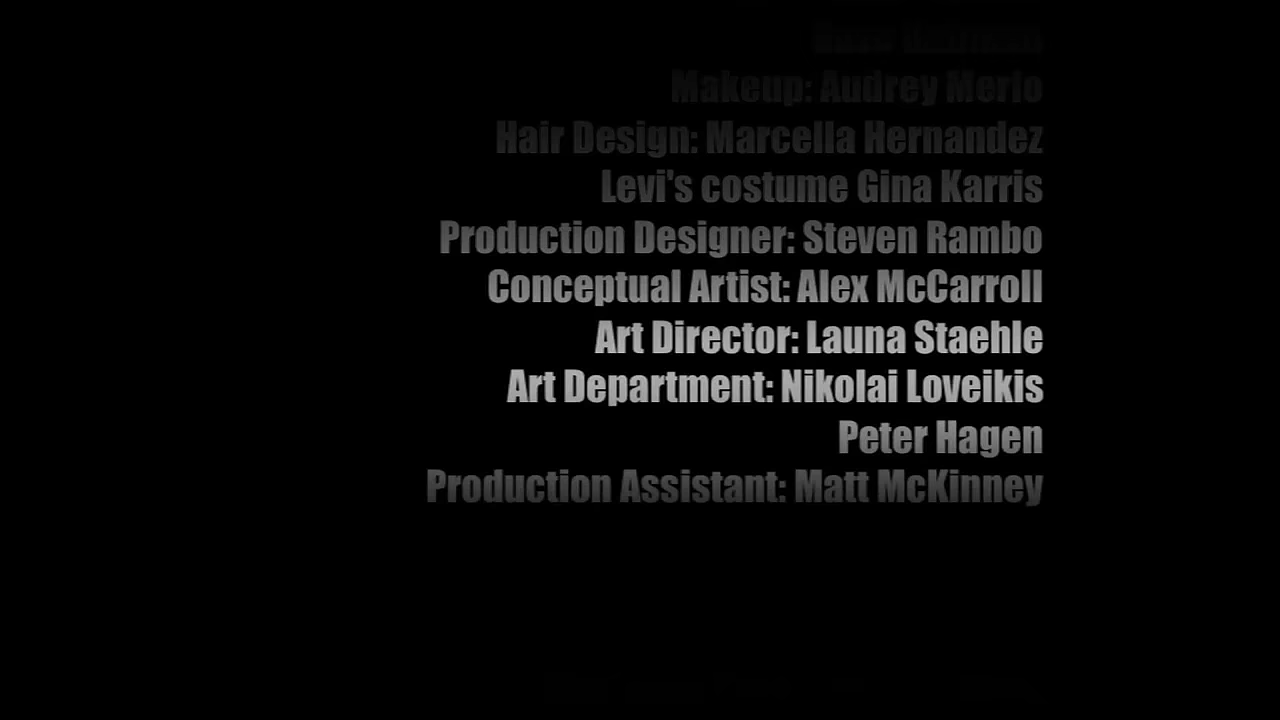 Makeup: Audrey Merlo
Hair Design: Marcella Hernandez
Levi's costume Gina Karris
Production Designer: Steven Rambo
Conceptual Artist: Alex McCarroll
Art Director: Launa Staehle
Art Department: Nikolai Loveikis
Peter Hagen
Production Assistant: Matt McKinney